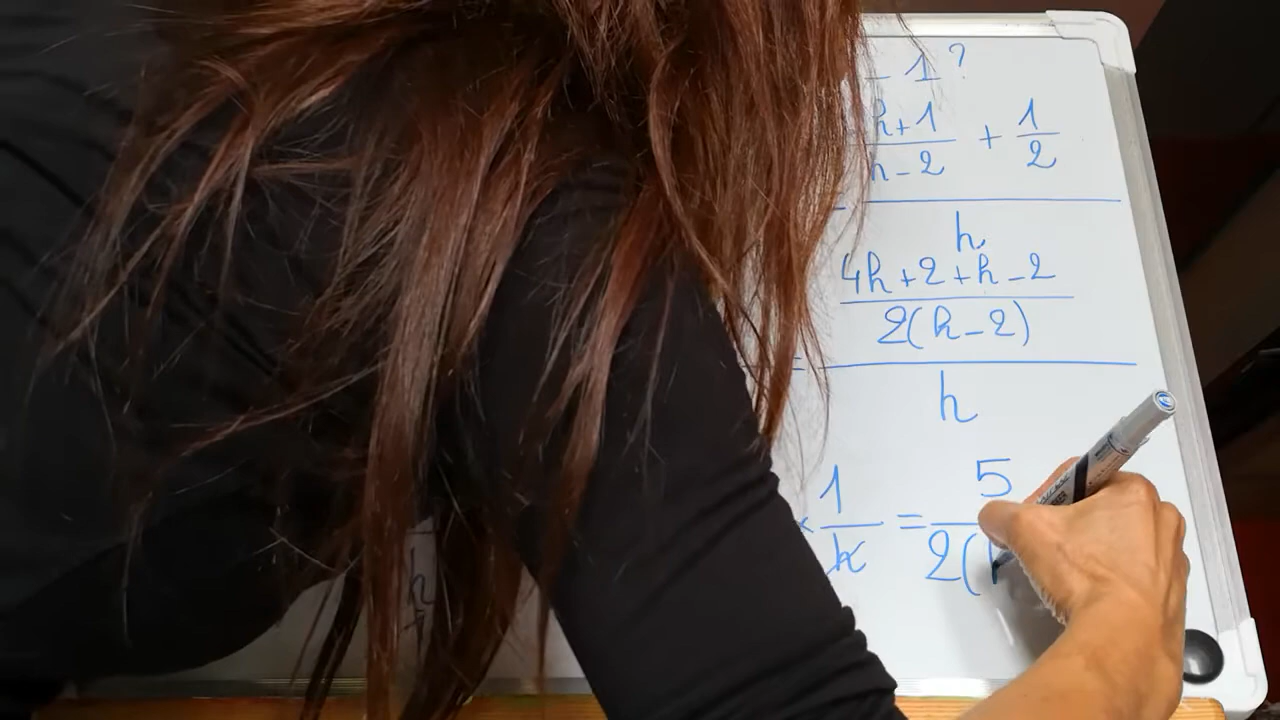 - 1 ?
h+1 + 1
h-2 2
h
4h+2+h-2
2(h-2)
= h
× 1 = 5
h 2(h
h